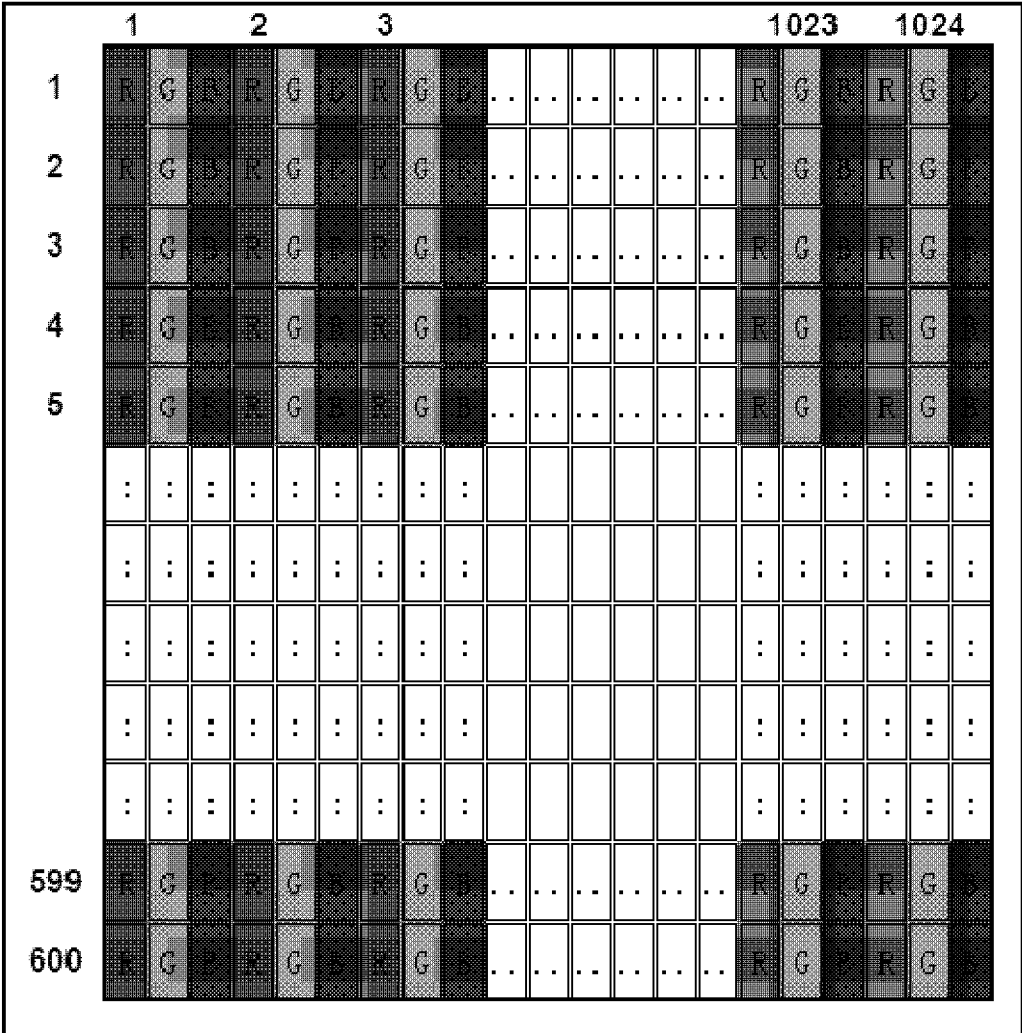 1 2 3 1023 1024
1 R G B R G B R G B .. .. .. .. .. .. R G B R G B
2 R G B R G B R G B .. .. .. .. .. .. R G B R G B
3 R G B R G B R G B .. .. .. .. .. .. R G B R G B
4 R G B R G B R G B .. .. .. .. .. .. R G B R G B
5 R G B R G B R G B .. .. .. .. .. .. R G B R G B
: : : : : : : : : : : : : : :
: : : : : : : : : : : : : : :
: : : : : : : : : : : : : : :
: : : : : : : : : : : : : : :
: : : : : : : : : : : : : : :
599 R G B R G B R G B .. .. .. .. .. .. R G B R G B
600 R G B R G B R G B .. .. .. .. .. .. R G B R G B